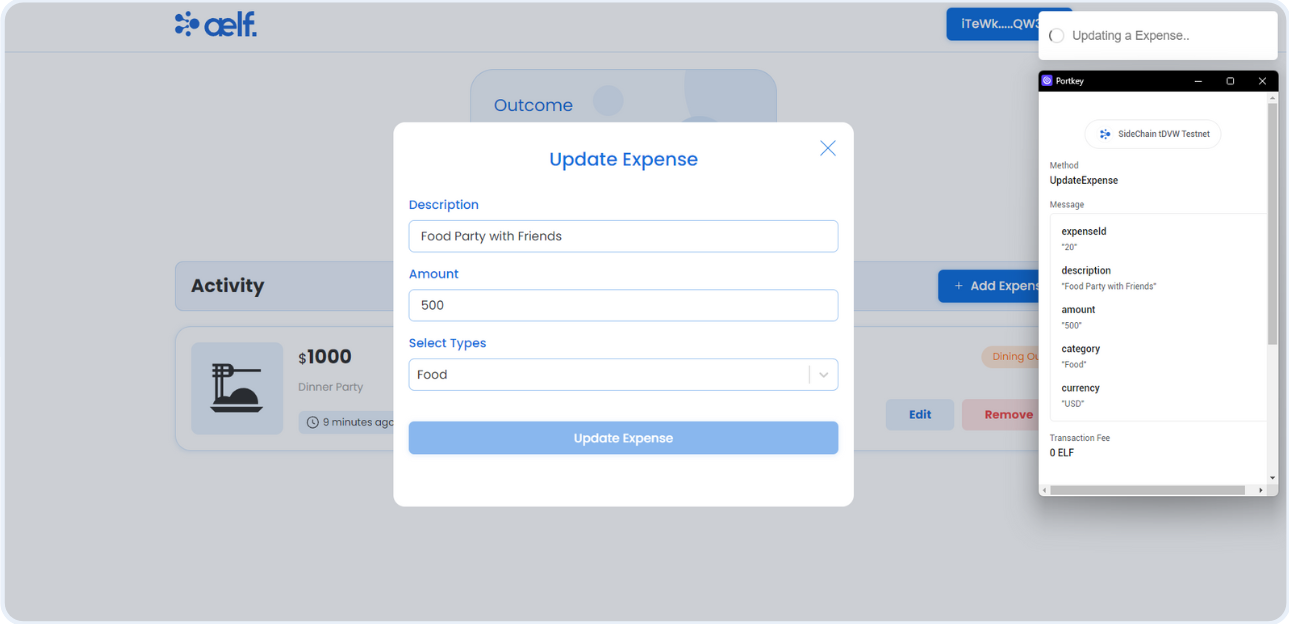 aelf.
iTeWk.....QW3
Updating a Expense..
Portkey
Outcome
SideChain tDVW Testnet
Update Expense
Method
UpdateExpense
Description
Message
Food Party with Friends
expenseId
"20"
Amount
description
"Food Party with Friends"
500
amount
"500"
Select Types
category
"Food"
Food
currency
"USD"
Update Expense
Transaction Fee
0 ELF
Activity
+ Add Expens
$1000
Dinner Party
9 minutes ago
Dining Ou
Edit
Remove